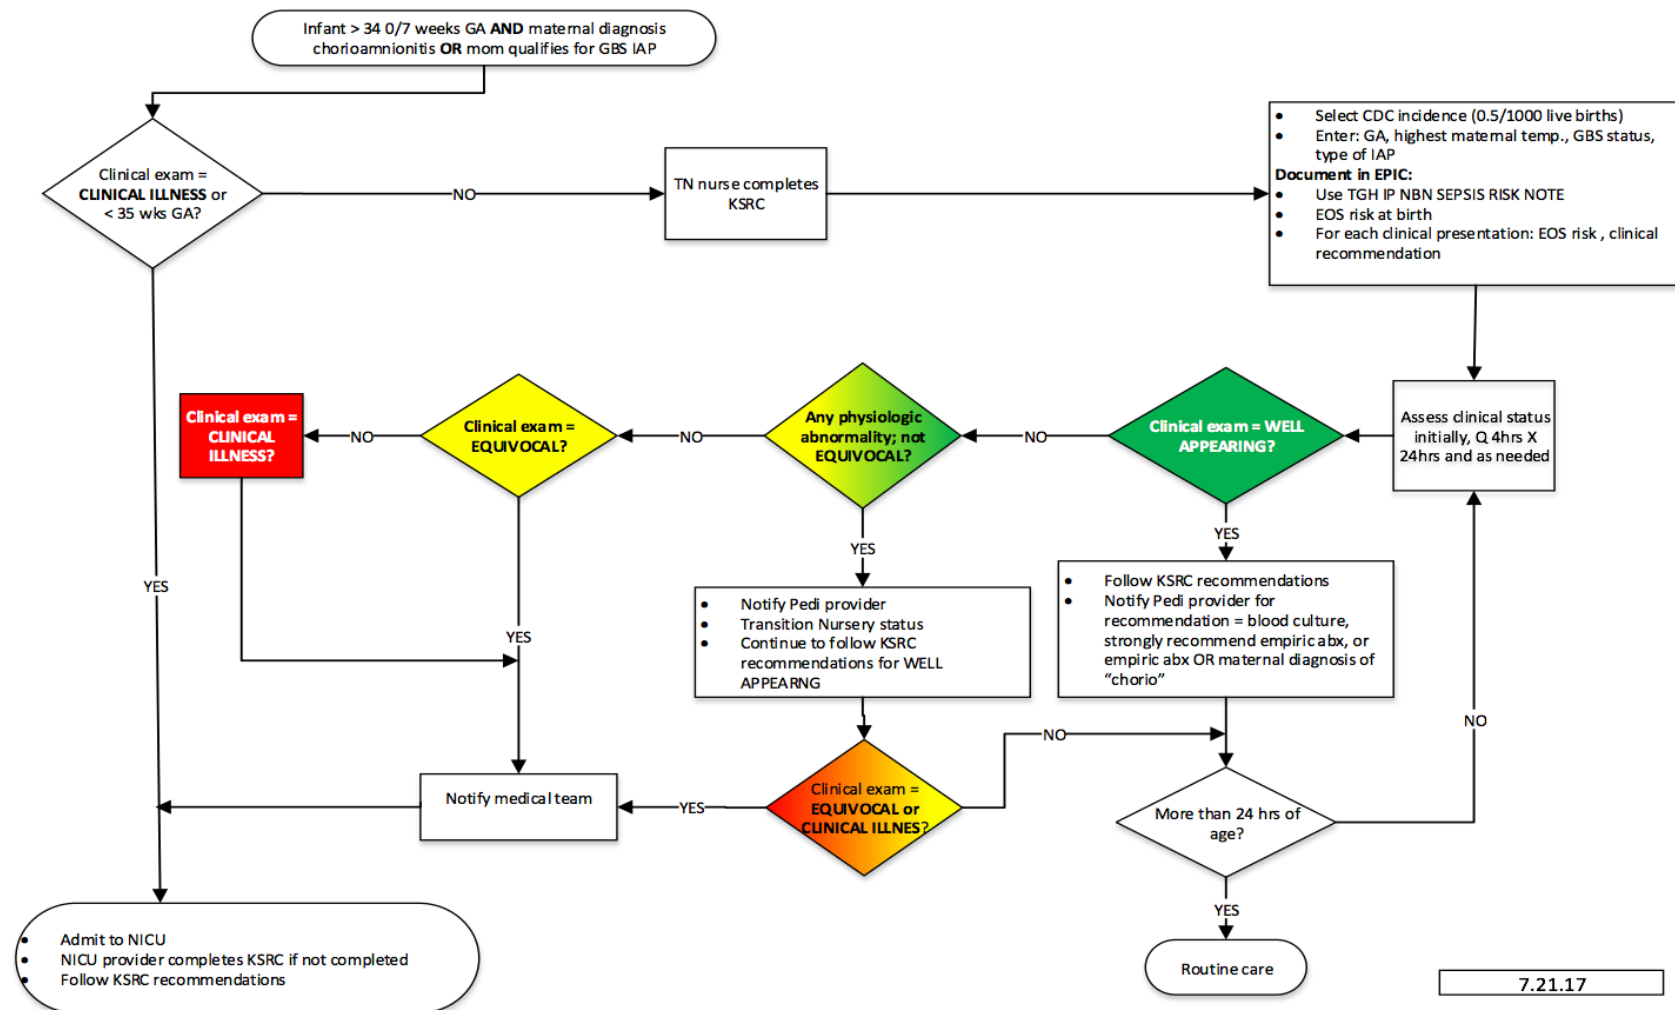 Infant > 34 0/7 weeks GA AND maternal diagnosis
chorioamnionitis OR mom qualifies for GBS IAP
Clinical exam =
CLINICAL ILLNESS or
< 35 wks GA?
NO
TN nurse completes
KSRC
• Select CDC incidence (0.5/1000 live births)
• Enter: GA, highest maternal temp., GBS status,
type of IAP
Document in EPIC:
• Use TGH IP NBN SEPSIS RISK NOTE
• EOS risk at birth
• For each clinical presentation: EOS risk , clinical
recommendation
Assess clinical status
initially, Q 4hrs X
24hrs and as needed
Clinical exam = WELL
APPEARING?
NO
Any physiologic
abnormality; not
EQUIVOCAL?
NO
Clinical exam =
EQUIVOCAL?
NO
Clinical exam =
CLINICAL
ILLNESS?
YES
YES
YES
YES
• Notify Pedi provider
• Transition Nursery status
• Continue to follow KSRC
recommendations for WELL
APPEARNG
• Follow KSRC recommendations
• Notify Pedi provider for
recommendation = blood culture,
strongly recommend empiric abx, or
empiric abx OR maternal diagnosis of
“chorio”
NO
NO
Notify medical team
YES
Clinical exam =
EQUIVOCAL or
CLINICAL ILLNES?
More than 24 hrs of
age?
YES
• Admit to NICU
• NICU provider completes KSRC if not completed
• Follow KSRC recommendations
Routine care
7.21.17